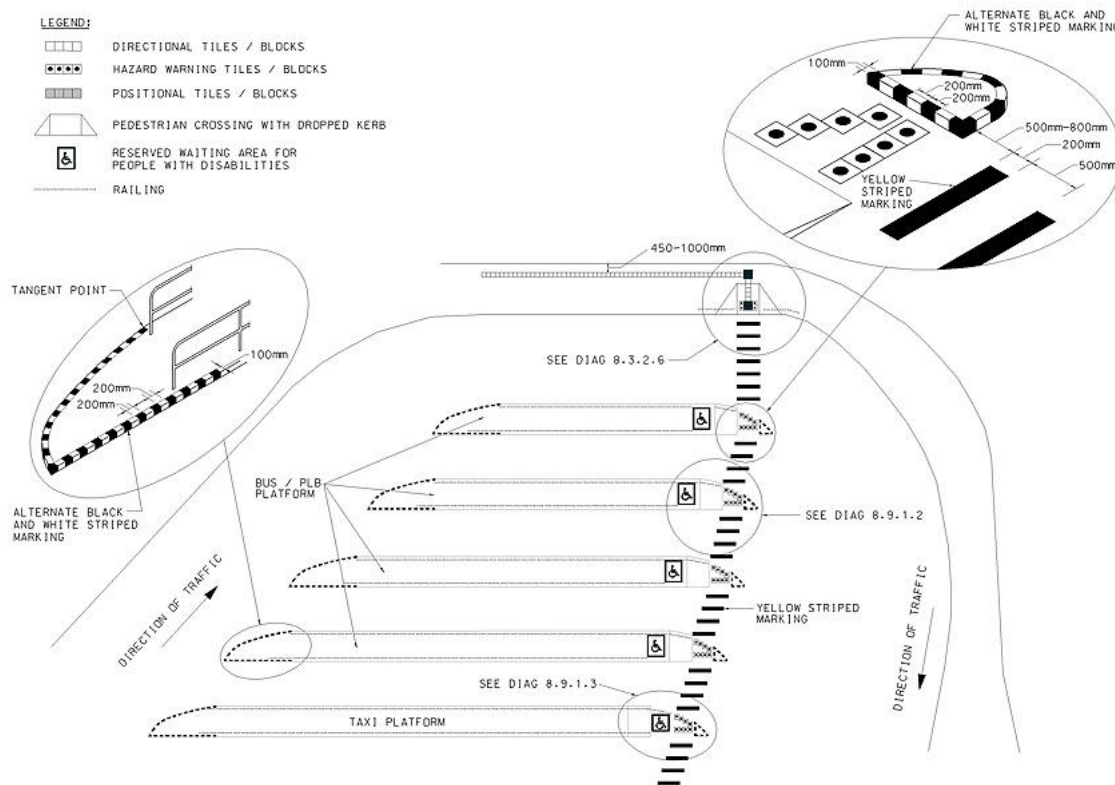 LEGEND:
DIRECTIONAL TILES / BLOCKS
HAZARD WARNING TILES / BLOCKS
POSITIONAL TILES / BLOCKS
PEDESTRIAN CROSSING WITH DROPPED KERB
RESERVED WAITING AREA FOR
PEOPLE WITH DISABILITIES
RAILING
ALTERNATE BLACK AND
WHITE STRIPED MARKING
100mm
200mm
200mm
500mm-800mm
200mm
500mm
YELLOW
STRIPED
MARKING
450-1000mm
TANGENT POINT
100mm
200mm
200mm
ALTERNATE BLACK
AND WHITE STRIPED
MARKING
SEE DIAG 8.3.2.6
BUS / PLB
PLATFORM
SEE DIAG 8.9.1.2
DIRECTION OF TRAFFIC
YELLOW STRIPED
MARKING
DIRECTION OF TRAFFIC
SEE DIAG 8.9.1.3
TAXI PLATFORM